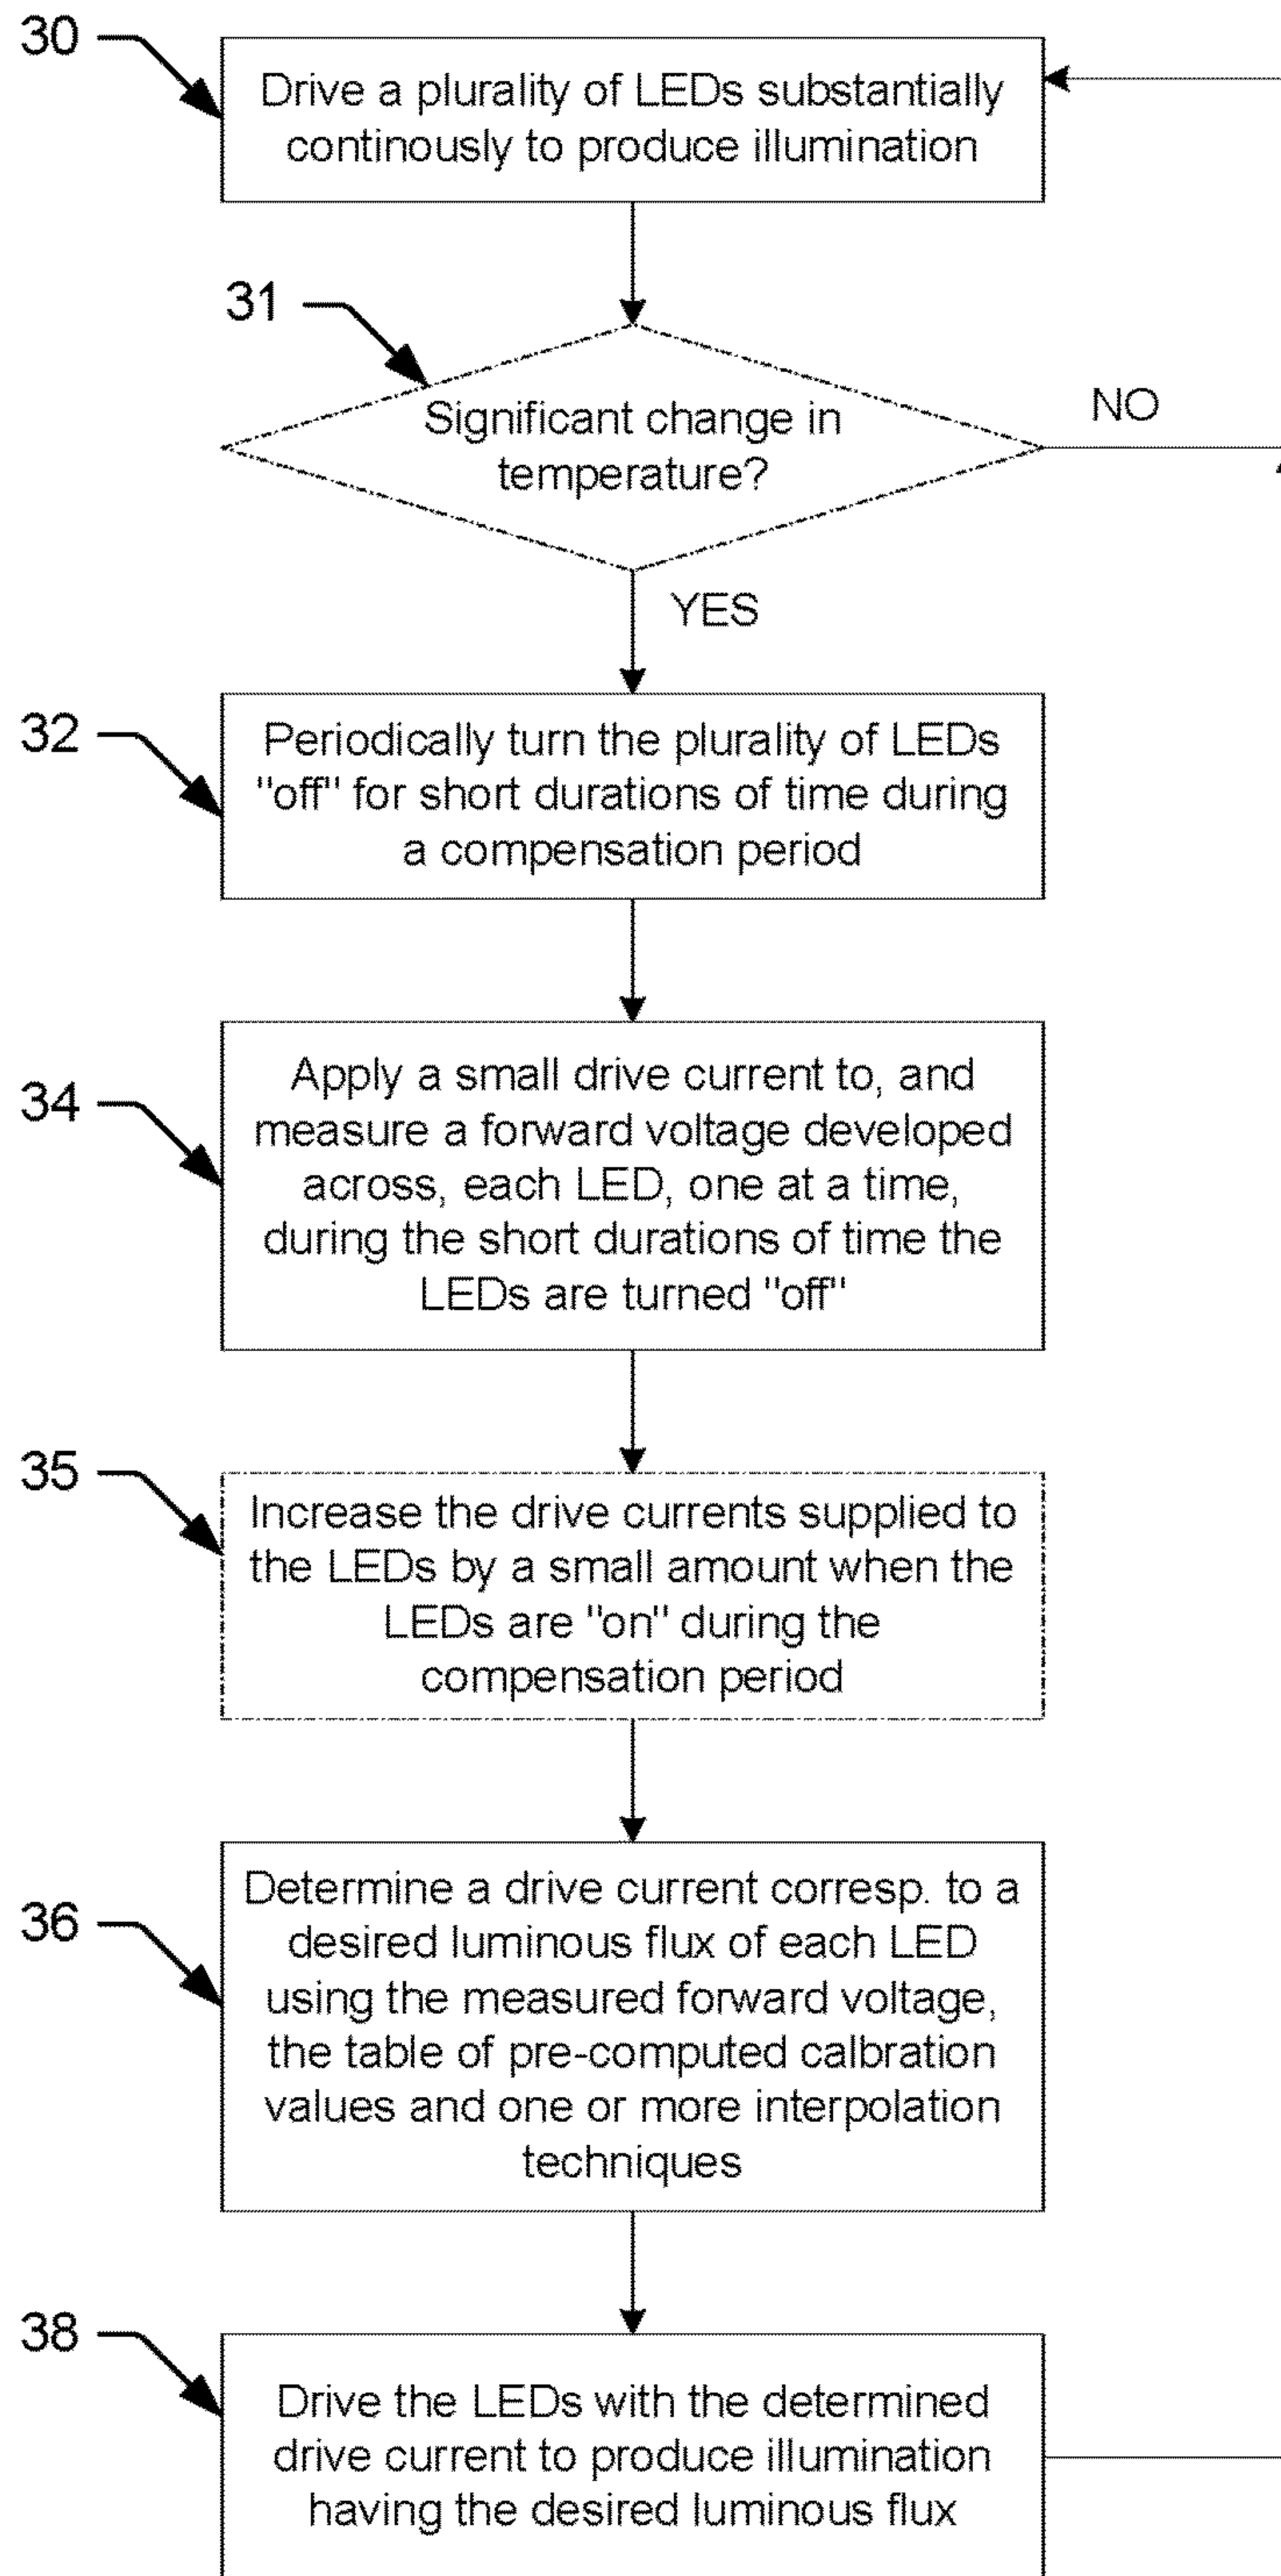 30
Drive a plurality of LEDs substantially
continously to produce illumination
31
Significant change in
temperature?
NO
YES
32
Periodically turn the plurality of LEDs
"off" for short durations of time during
a compensation period
34
Apply a small drive current to, and
measure a forward voltage developed
across, each LED, one at a time,
during the short durations of time the
LEDs are turned "off"
35
Increase the drive currents supplied to
the LEDs by a small amount when the
LEDs are "on" during the
compensation period
36
Determine a drive current corresp. to a
desired luminous flux of each LED
using the measured forward voltage,
the table of pre-computed calbration
values and one or more interpolation
techniques
38
Drive the LEDs with the determined
drive current to produce illumination
having the desired luminous flux